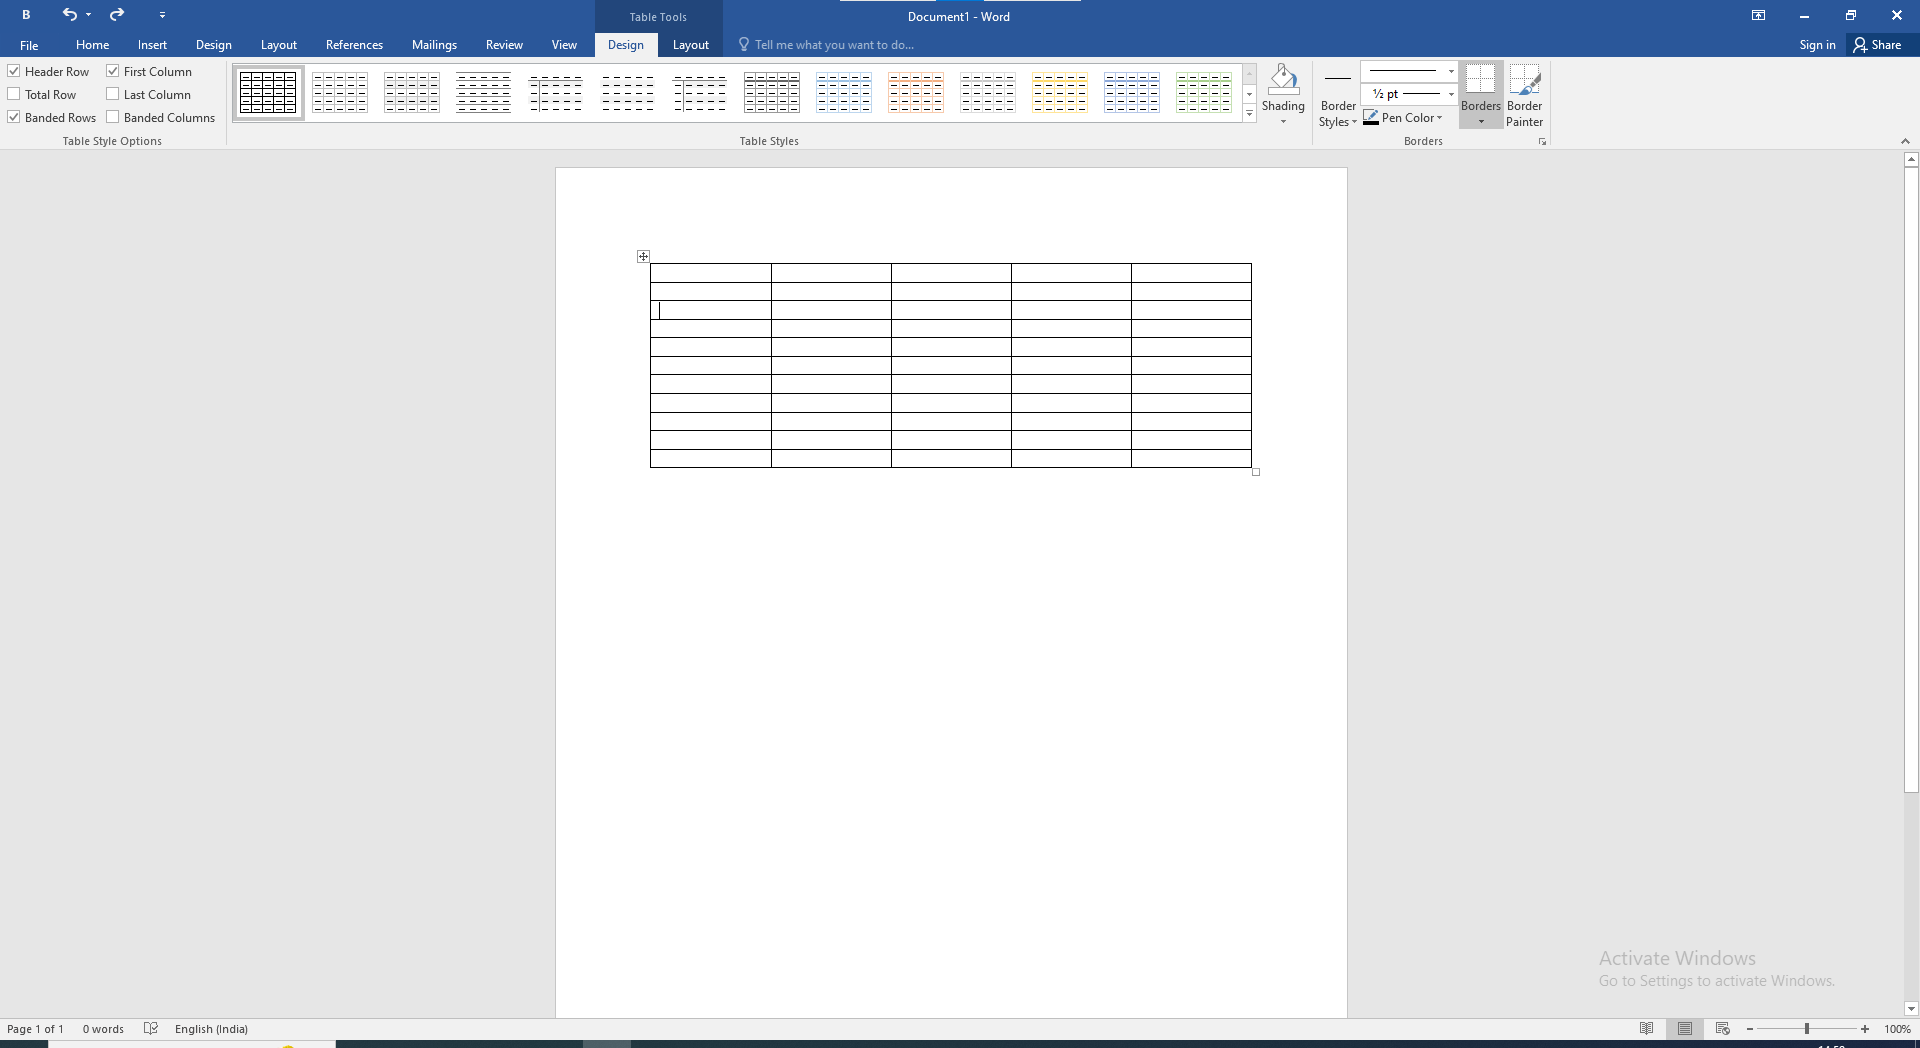 B
Table Tools
Document1 - Word
File
Home
Insert
Design
Layout
References
Mailings
Review
View
Design
Layout
Tell me what you want to do...
Sign in
Share
Header Row
First Column
Total Row
Last Column
Banded Rows
Banded Columns
Table Style Options
Table Styles
Shading
Border
Styles
½ pt
Pen Color
Borders
Border
Painter
Borders
Activate Windows
Go to Settings to activate Windows.
Page 1 of 1
0 words
English (India)
100%